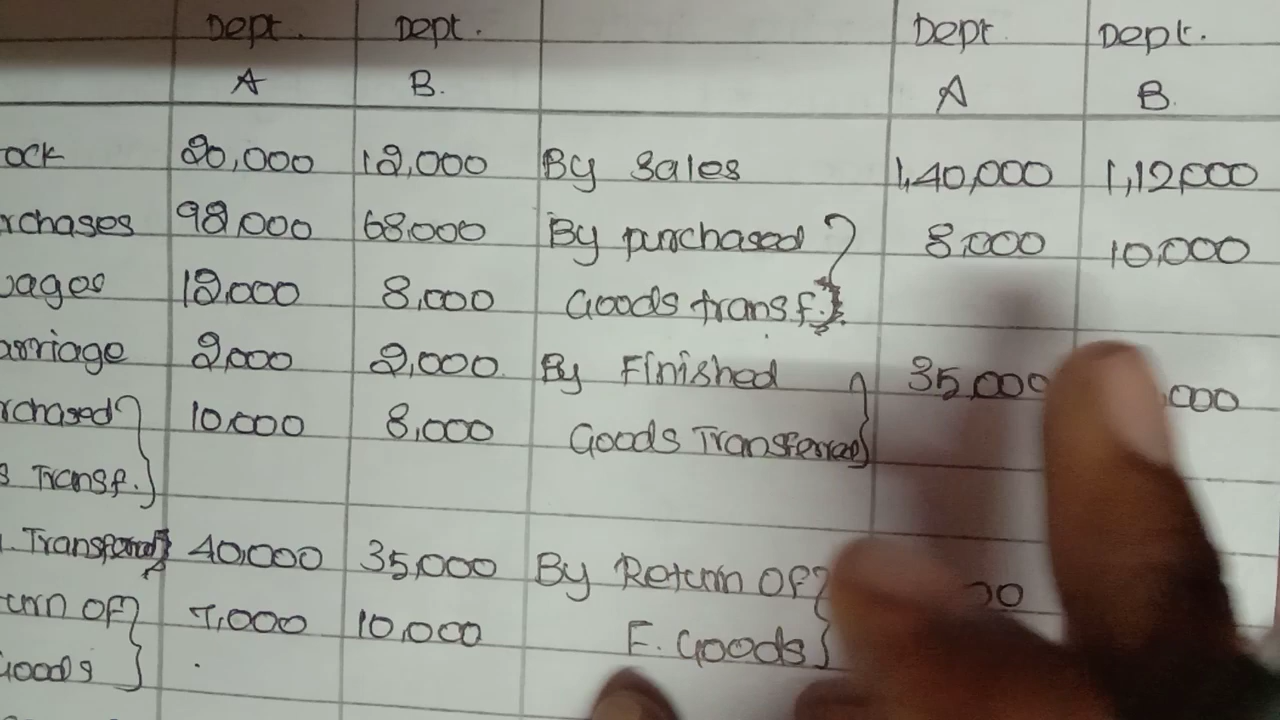 Dept. Dept. Dept Dept.
A B. A B.
ock 20,000 12,000 By Sales 1,40,000 1,12,000
rchases 92,000 68,000 By purchased 8,000 10,000
ages 12,000 8,000 Goods transf.
arriage 2,000 2,000 By Finished 35,000 ,000
rchased 10,000 8,000 Goods Transferred
s Transf.
. Transferred 40,000 35,000 By Return OF 00
urn OF 7,000 10,000 F. Goods
Goods